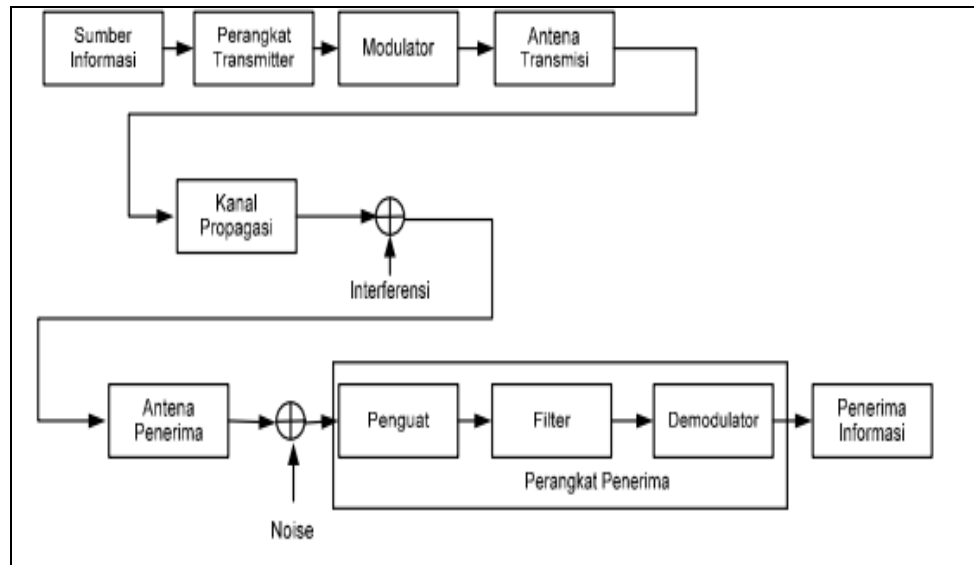 Sumber
Informasi
Perangkat
Transmitter
Modulator
Antena
Transmisi
Kanal
Propagasi
Interferensi
Antena
Penerima
Noise
Penguat
Filter
Demodulator
Perangkat Penerima
Penerima
Informasi